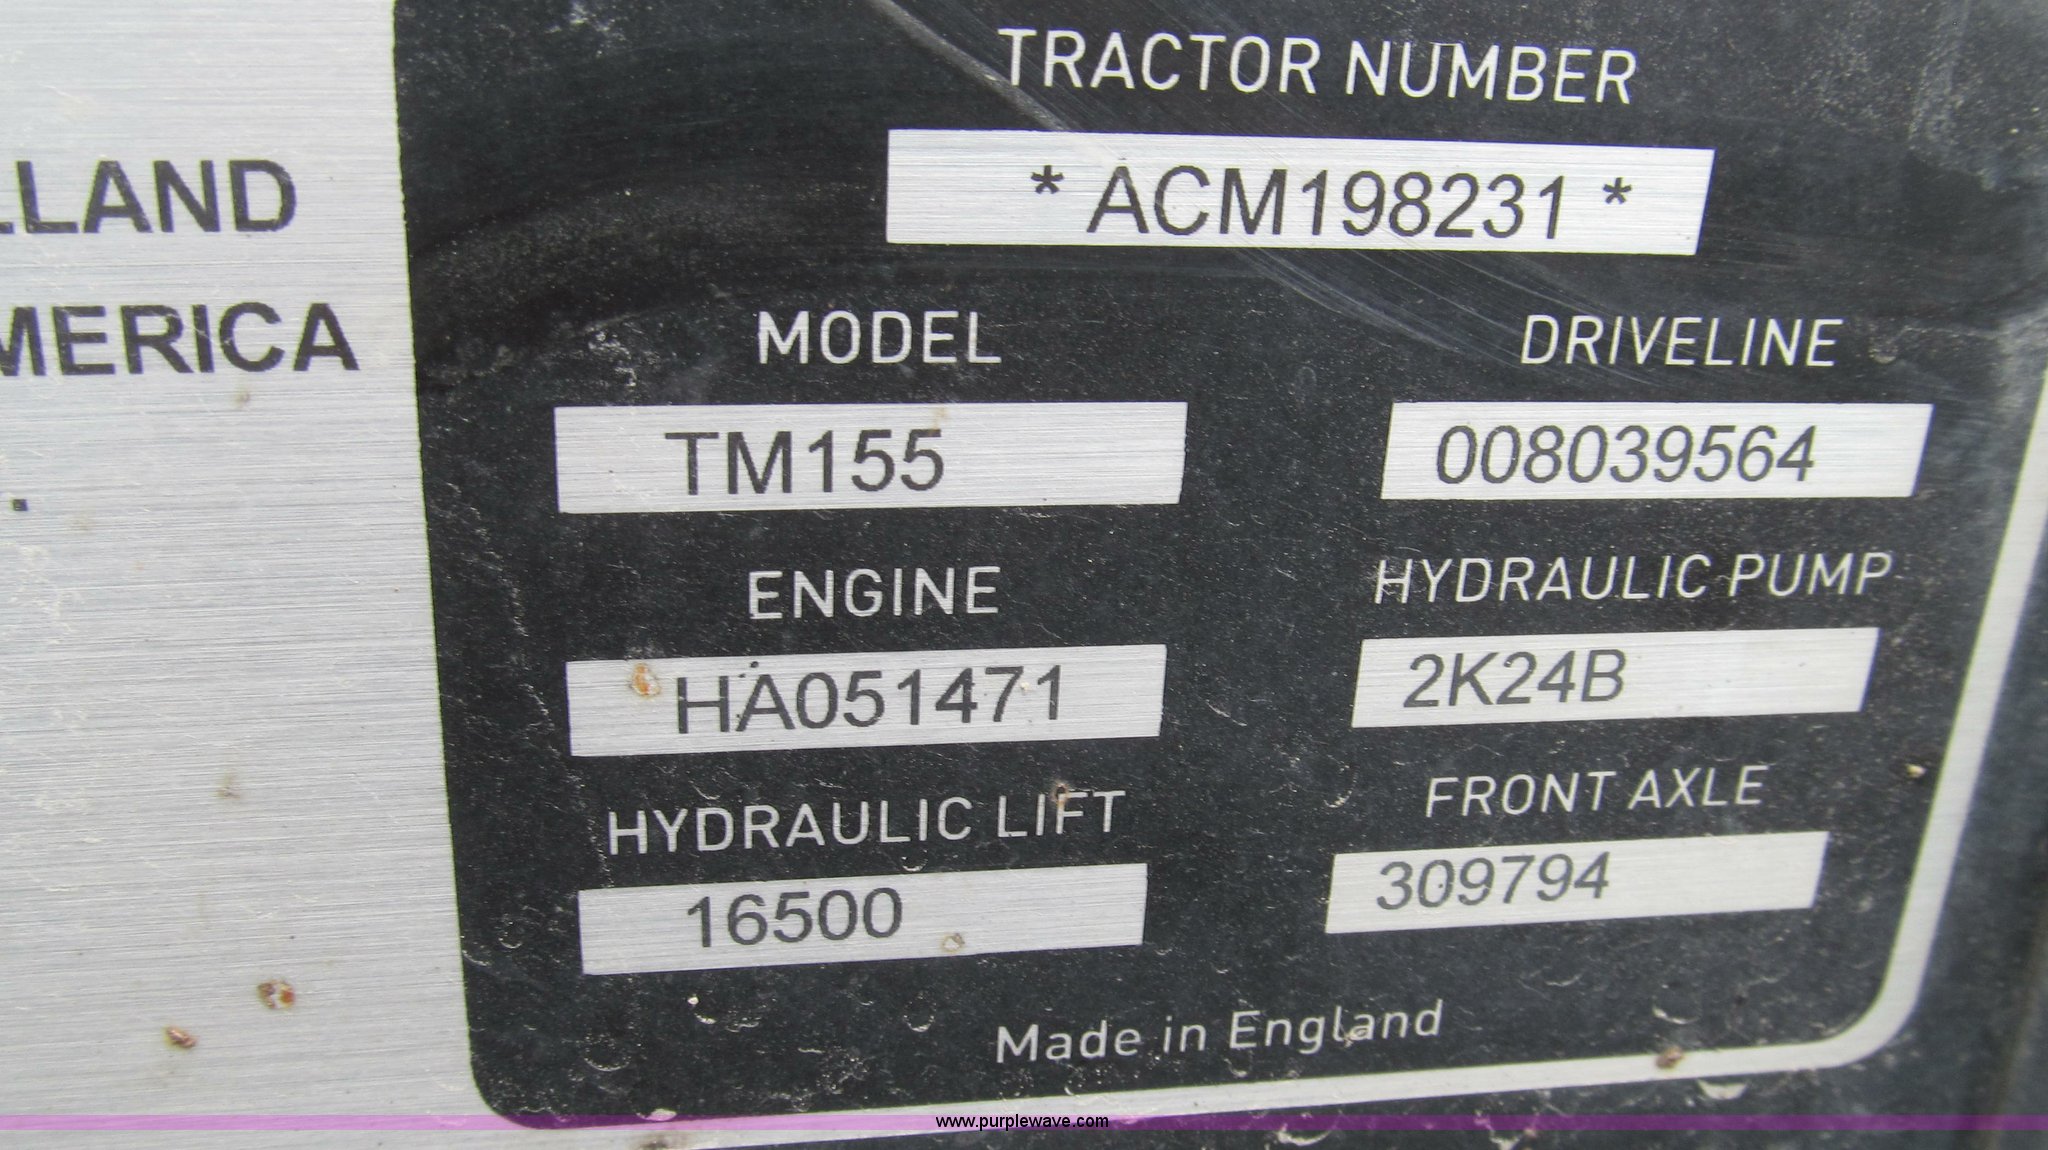 LLAND
MERICA
.
TRACTOR NUMBER
* ACM198231 *
MODEL
DRIVELINE
TM155
008039564
ENGINE
HYDRAULIC PUMP
HA051471
2K24B
HYDRAULIC LIFT
FRONT AXLE
16500
309794
Made in England
www.purplewave.com